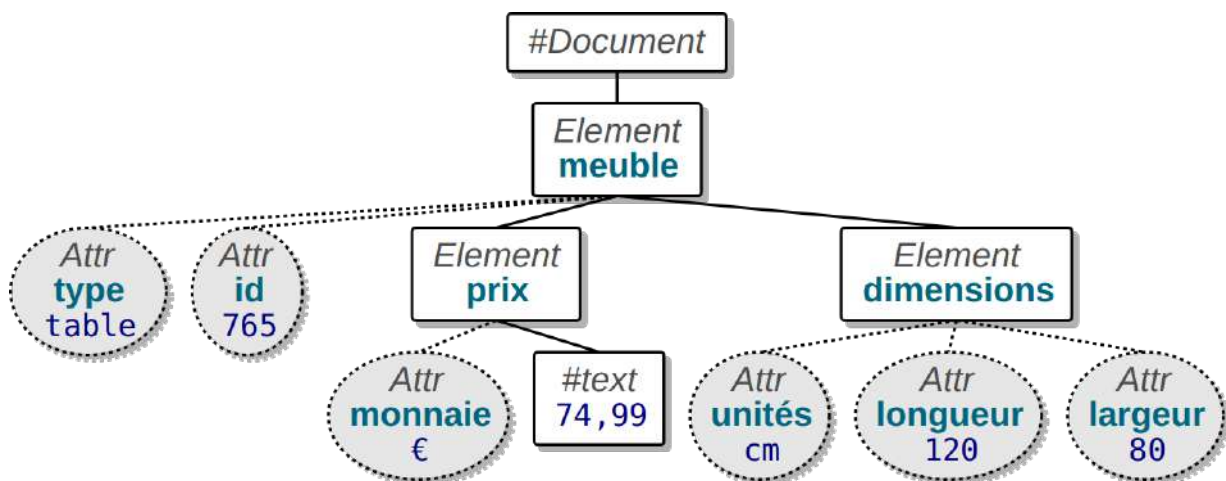 #Document
Element
meuble
Attr
type
table
Attr
id
765
Element
prix
Element
dimensions
Attr
monnaie
€
#text
74,99
Attr
unités
cm
Attr
longueur
120
Attr
largeur
80